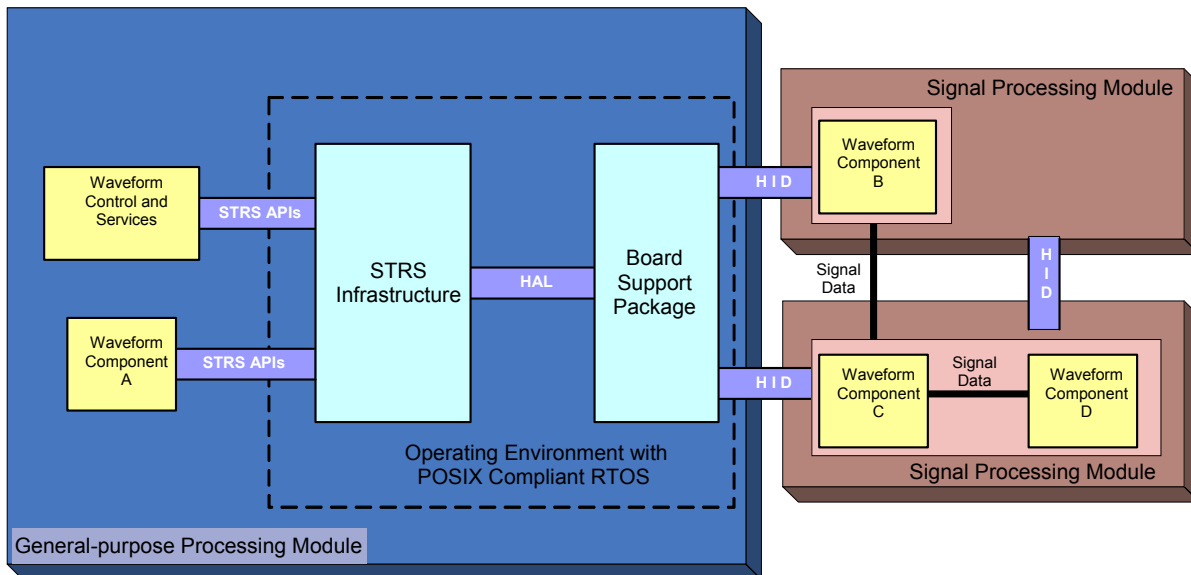 Signal Processing Module
Waveform
Component
B
H I D
Waveform
Control and
Services
STRS APIs
STRS
Infrastructure
HAL
Board
Support
Package
Signal
Data
H
I
D
Waveform
Component
A
STRS APIs
H I D
Waveform
Component
C
Signal
Data
Waveform
Component
D
Signal Processing Module
Operating Environment with
POSIX Compliant RTOS
General-purpose Processing Module